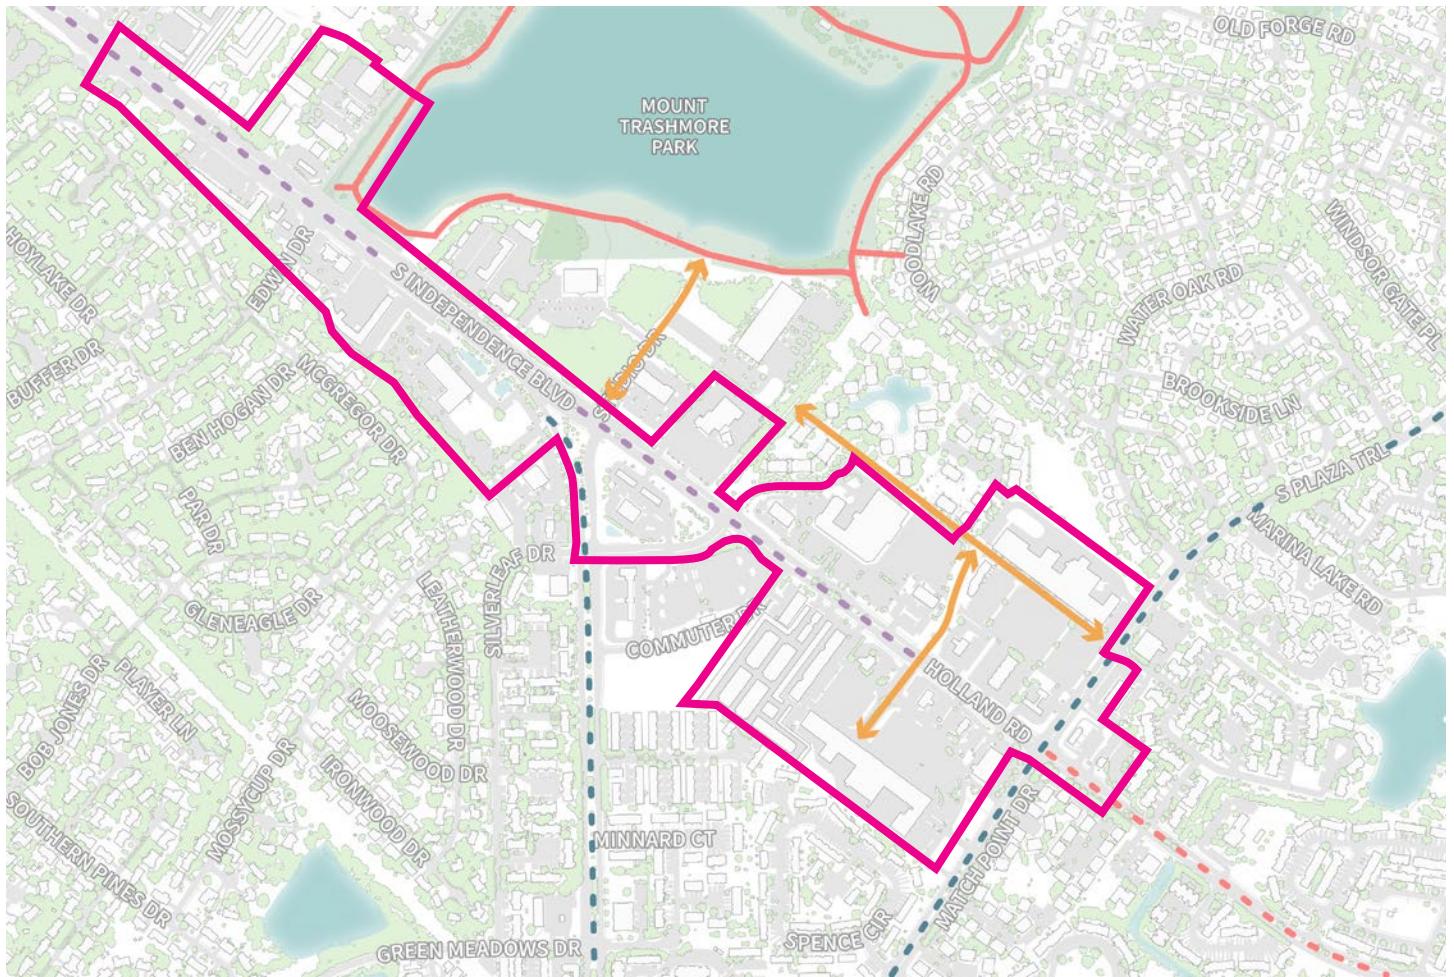 OLD FORGE RD
MOUNT
TRASHMORE
PARK
WINDSOR GATE PL
HOYLAKE DR
EDWIN DR
WATER OAK RD
S INDEPENDENCE BLVD
BUFFER DR
BEN HOGAN DR
MCGREGOR DR
BROOKSIDE LN
S PLAZA TRL
PAR DR
MARINA LAKE RD
SILVERLEAF DR
GLENEAGLE DR
LEATHERWOOD DR
COMMUTER DR
BOB JONES DR
PLAYER LN
HOLLAND RD
MOOSEWOOD DR
MOSSYCUP DR
IRONWOOD DR
SOUTHERN PINES DR
MINNARD CT
MATCH POINT DR
SPENCE CIR
GREEN MEADOWS DR